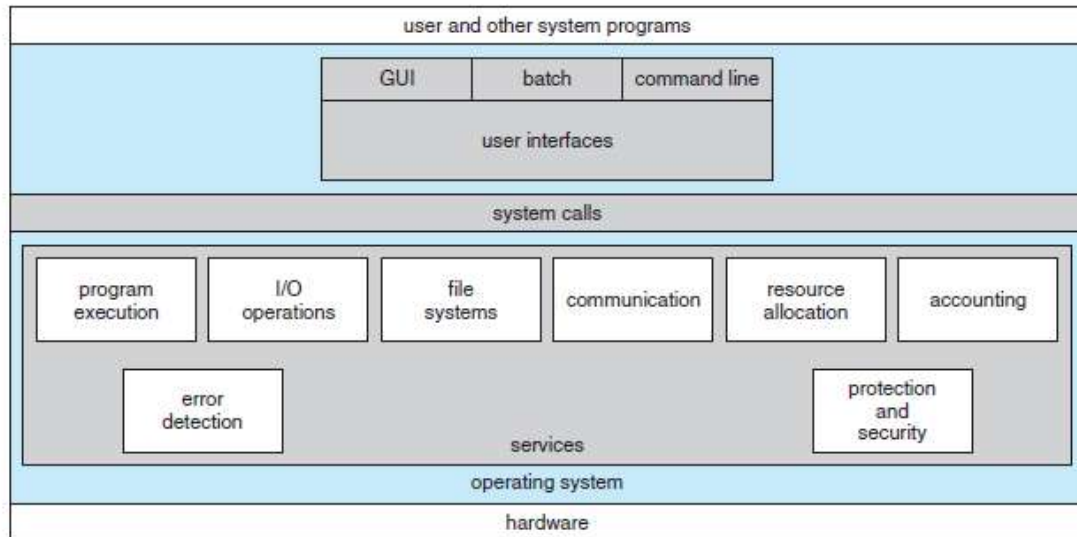 user and other system programs
GUI
batch
command line
user interfaces
system calls
program
execution
I/O
operations
file
systems
communication
resource
allocation
accounting
error
detection
protection
and
security
services
operating system
hardware